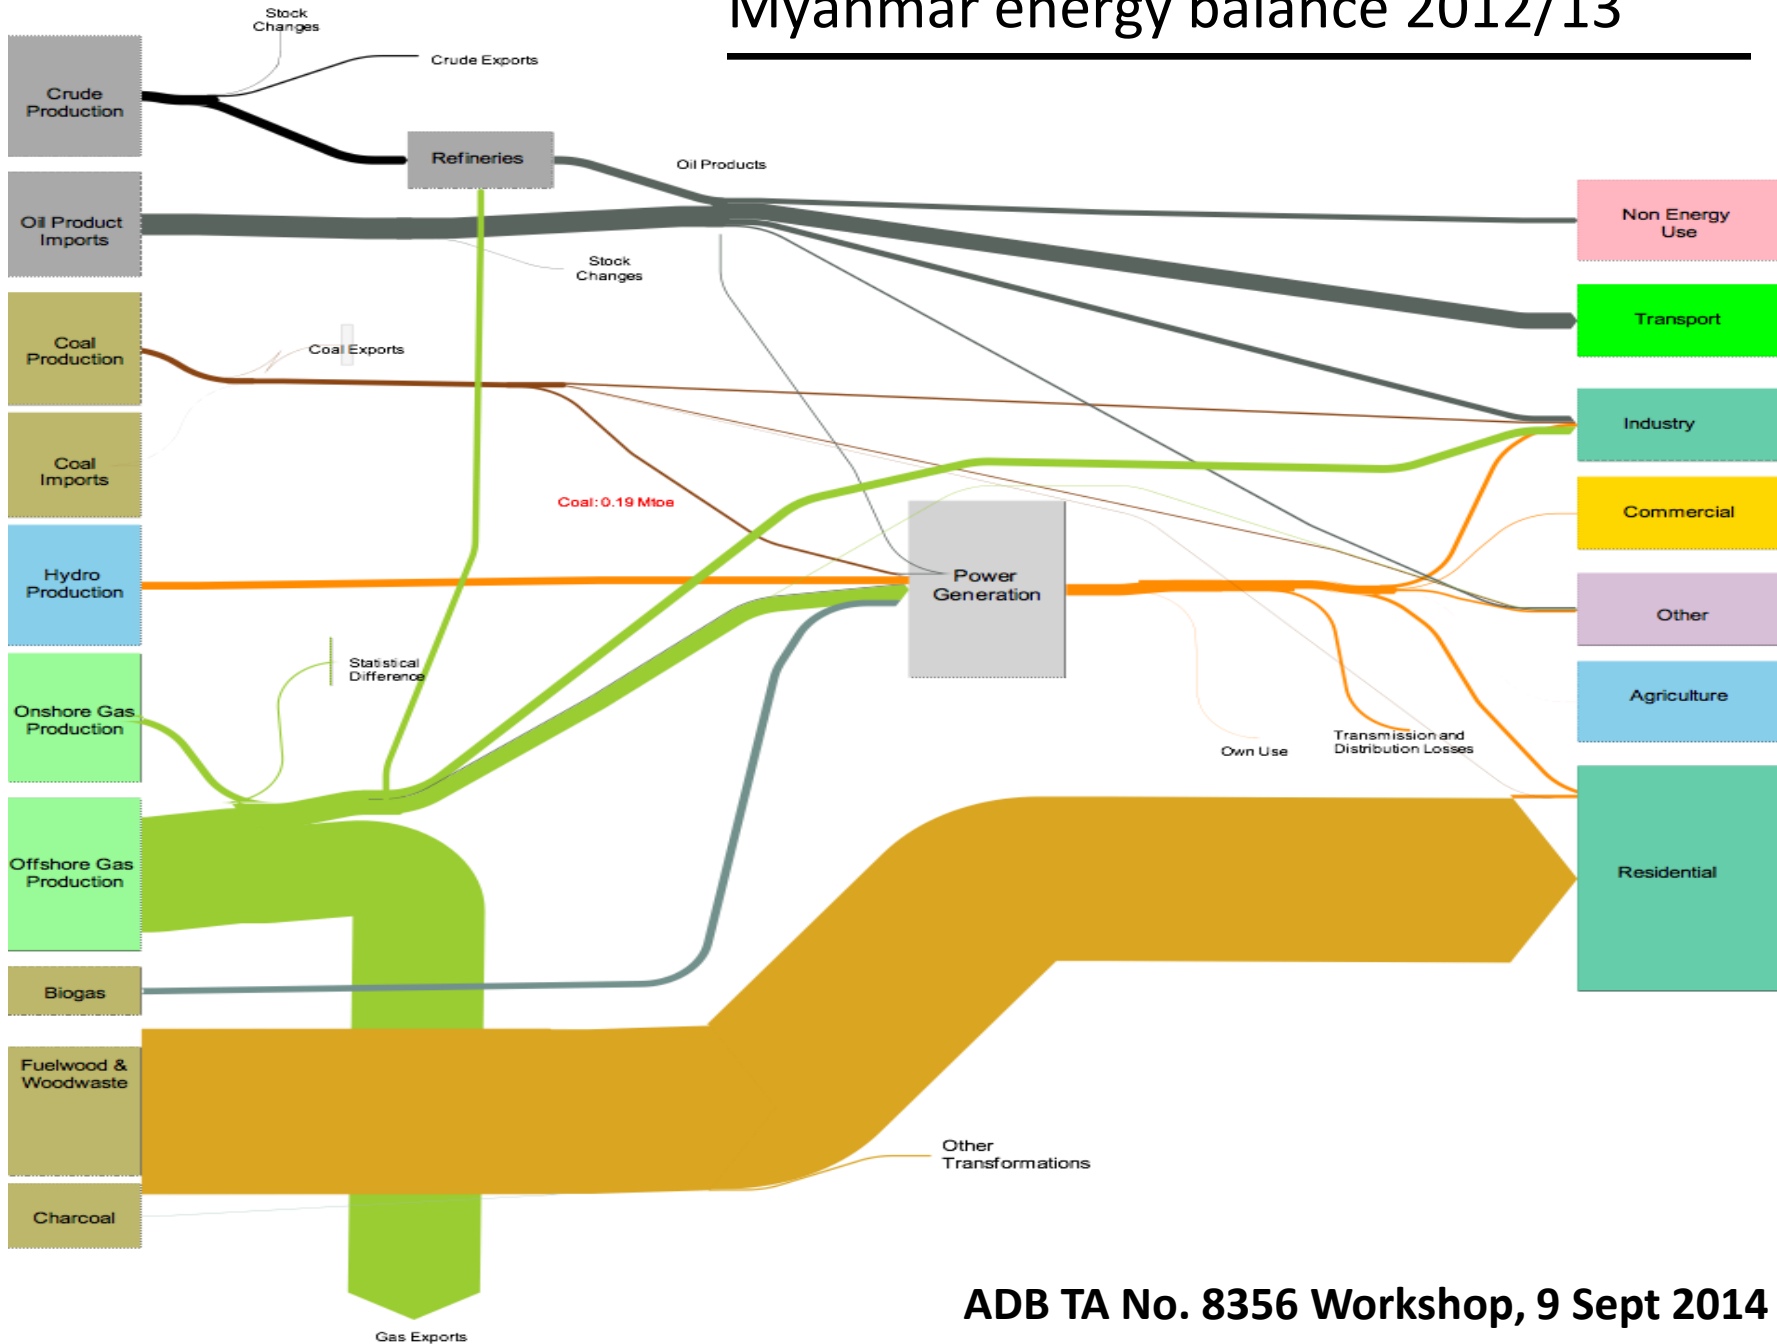 Myanmar energy balance 2012/13
Stock
Changes
Crude Exports
Crude
Production
Refineries
Oil Products
Oil Product
Imports
Stock
Changes
Non Energy
Use
Transport
Coal
Production
Coal Exports
Industry
Coal
Imports
Coal: 0.19 Mtoe
Commercial
Hydro
Production
Power
Generation
Other
Statistical
Difference
Agriculture
Onshore Gas
Production
Own Use
Transmission and
Distribution Losses
Offshore Gas
Production
Residential
Biogas
Fuelwood &
Woodwaste
Other
Transformations
Charcoal
Gas Exports
ADB TA No. 8356 Workshop, 9 Sept 2014